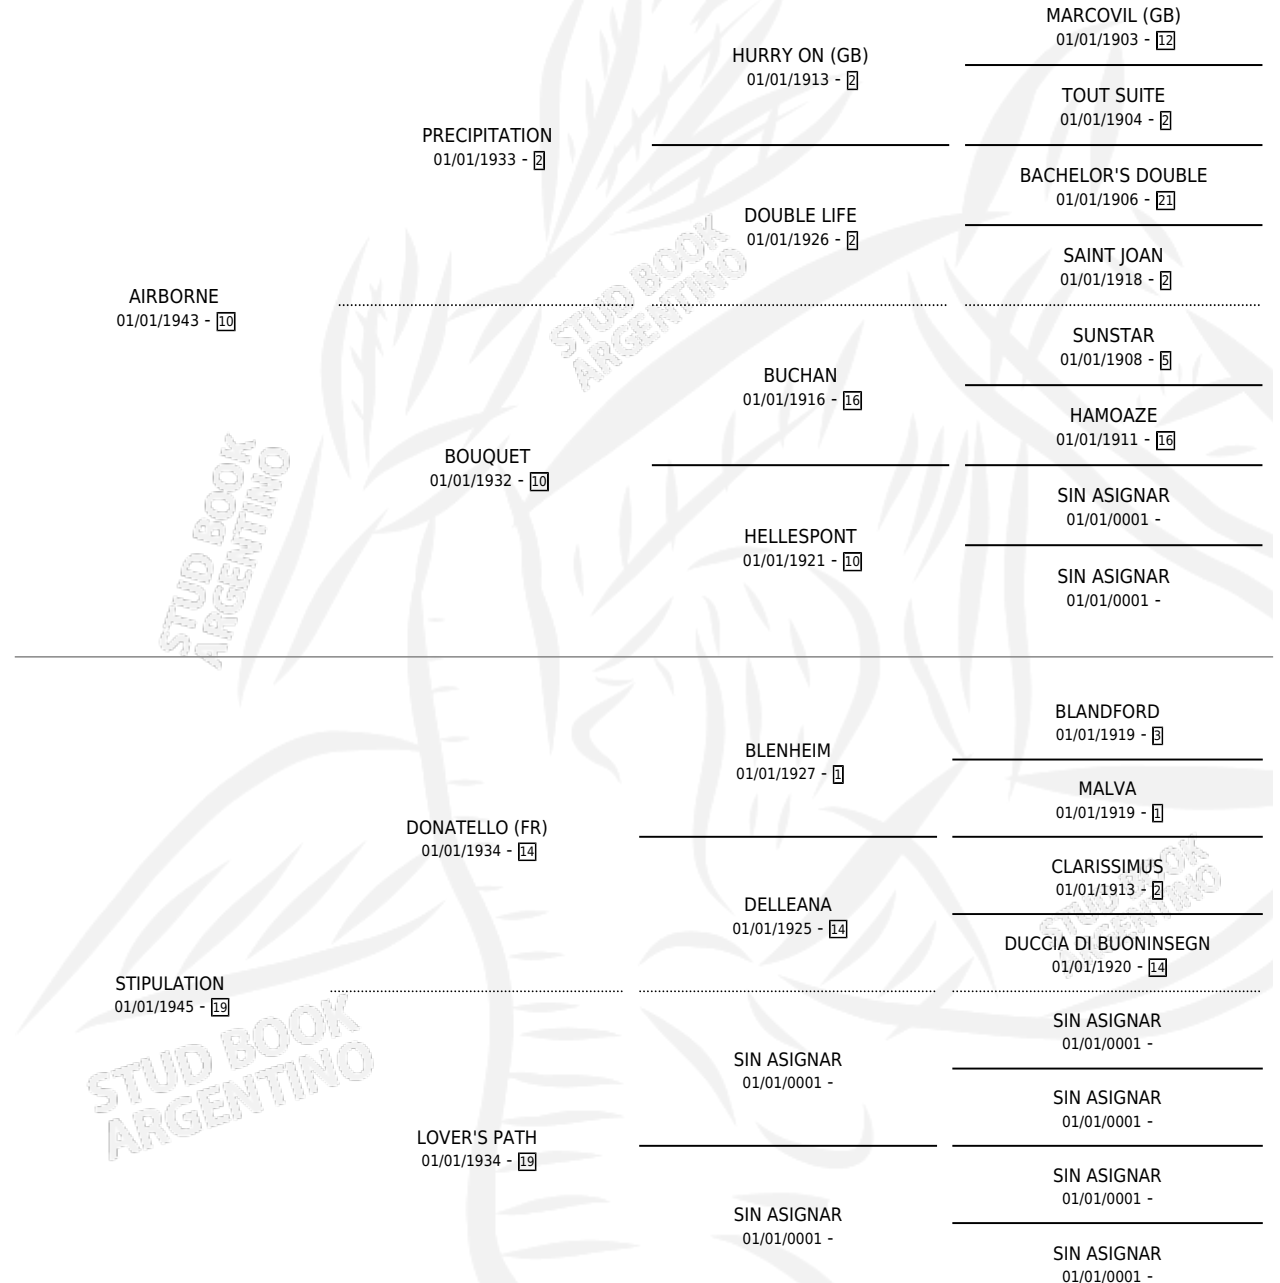 MARCOVIL (GB)
01/01/1903 - 12
HURRY ON (GB)
01/01/1913 - 2
TOUT SUITE
01/01/1904 - 2
PRECIPITATION
01/01/1933 - 2
BACHELOR'S DOUBLE
01/01/1906 - 21
DOUBLE LIFE
01/01/1926 - 2
SAINT JOAN
01/01/1918 - 2
AIRBORNE
01/01/1943 - 10
STUD BOOK
ARGENTINO
SUNSTAR
01/01/1908 - 5
BUCHAN
01/01/1916 - 16
HAMOAZE
01/01/1911 - 16
BOUQUET
01/01/1932 - 10
SIN ASIGNAR
01/01/0001 -
HELLESPONT
01/01/1921 - 10
SIN ASIGNAR
01/01/0001 -
STUD BOOK
ARGENTINO
BLANDFORD
01/01/1919 - 3
BLENHEIM
01/01/1927 - 1
MALVA
01/01/1919 - 1
DONATELLO (FR)
01/01/1934 - 14
CLARISSIMUS
01/01/1913 - 2
DELLEANA
01/01/1925 - 14
DUCCIA DI BUONINSEGN
01/01/1920 - 14
STUD BOOK
ARGENTINO
STIPULATION
01/01/1945 - 19
SIN ASIGNAR
01/01/0001 -
SIN ASIGNAR
01/01/0001 -
SIN ASIGNAR
01/01/0001 -
STUD BOOK
ARGENTINO
LOVER'S PATH
01/01/1934 - 19
SIN ASIGNAR
01/01/0001 -
SIN ASIGNAR
01/01/0001 -
SIN ASIGNAR
01/01/0001 -